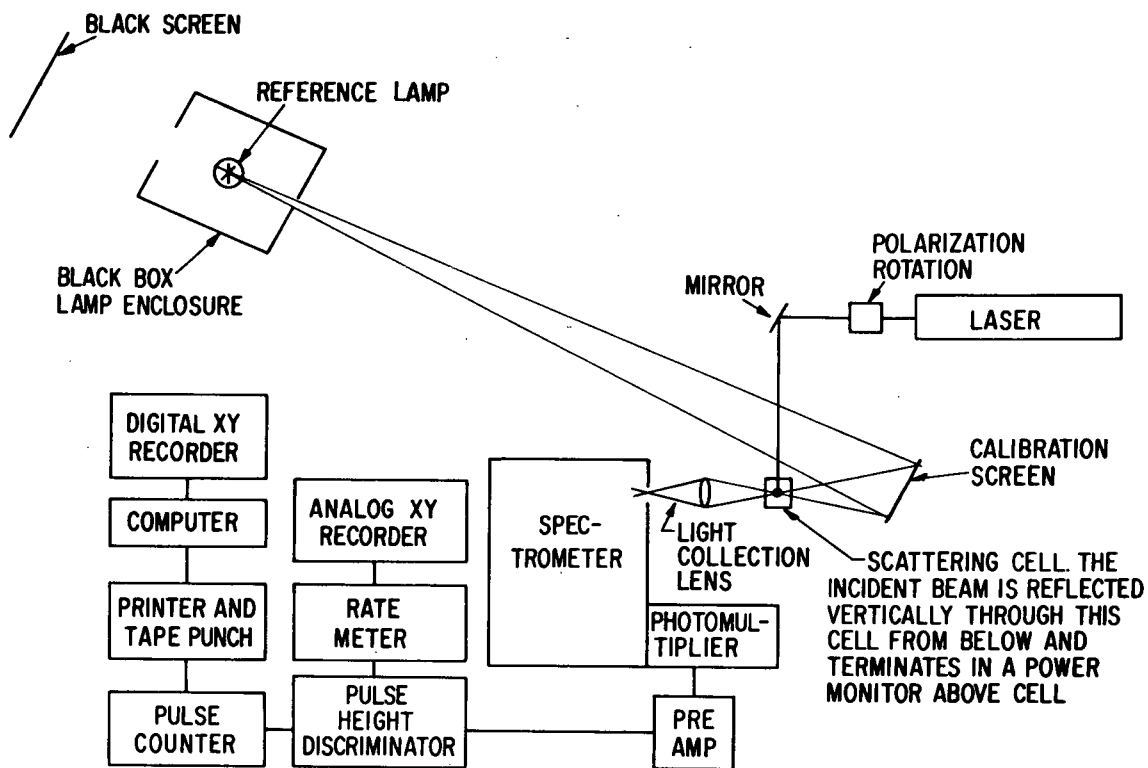 BLACK SCREEN
REFERENCE LAMP
BLACK BOX
LAMP ENCLOSURE
POLARIZATION
ROTATION
MIRROR
LASER
DIGITAL XY
RECORDER
COMPUTER
PRINTER AND
TAPE PUNCH
PULSE
COUNTER
ANALOG XY
RECORDER
RATE
METER
PULSE
HEIGHT
DISCRIMINATOR
SPEC-
TROMETER
LIGHT
COLLECTION
LENS
PHOTOMUL-
TIPLIER
PRE
AMP
CALIBRATION
SCREEN
SCATTERING CELL. THE
INCIDENT BEAM IS REFLECTED
VERTICALLY THROUGH THIS
CELL FROM BELOW AND
TERMINATES IN A POWER
MONITOR ABOVE CELL